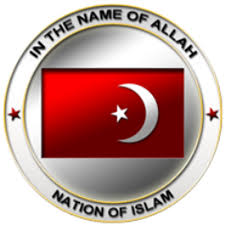 IN THE NAME OF ALLAH
NATION OF ISLAM